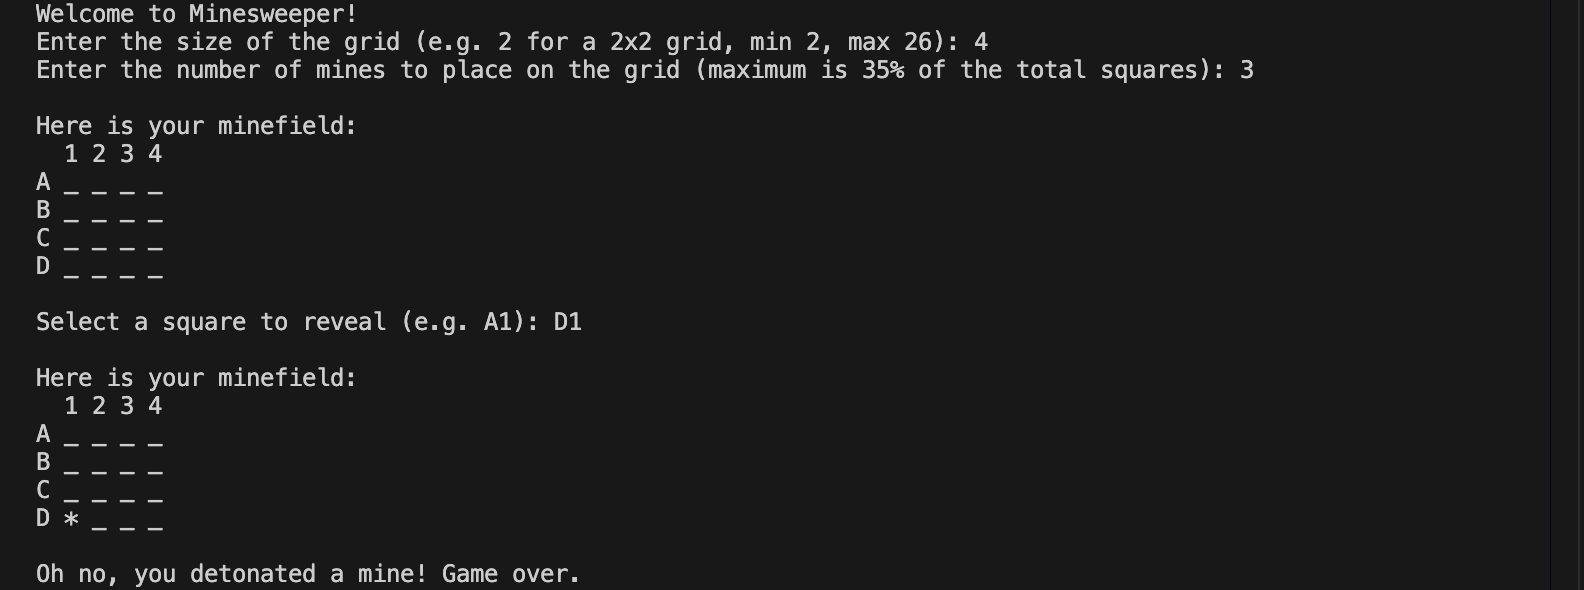 Welcome to Minesweeper!
Enter the size of the grid (e.g. 2 for a 2x2 grid, min 2, max 26): 4
Enter the number of mines to place on the grid (maximum is 35% of the total squares): 3
Here is your minefield:
  1 2 3 4
A _ _ _ _
B _ _ _ _
C _ _ _ _
D _ _ _ _
Select a square to reveal (e.g. A1): D1
Here is your minefield:
  1 2 3 4
A _ _ _ _
B _ _ _ _
C _ _ _ _
D * _ _ _
Oh no, you detonated a mine! Game over.